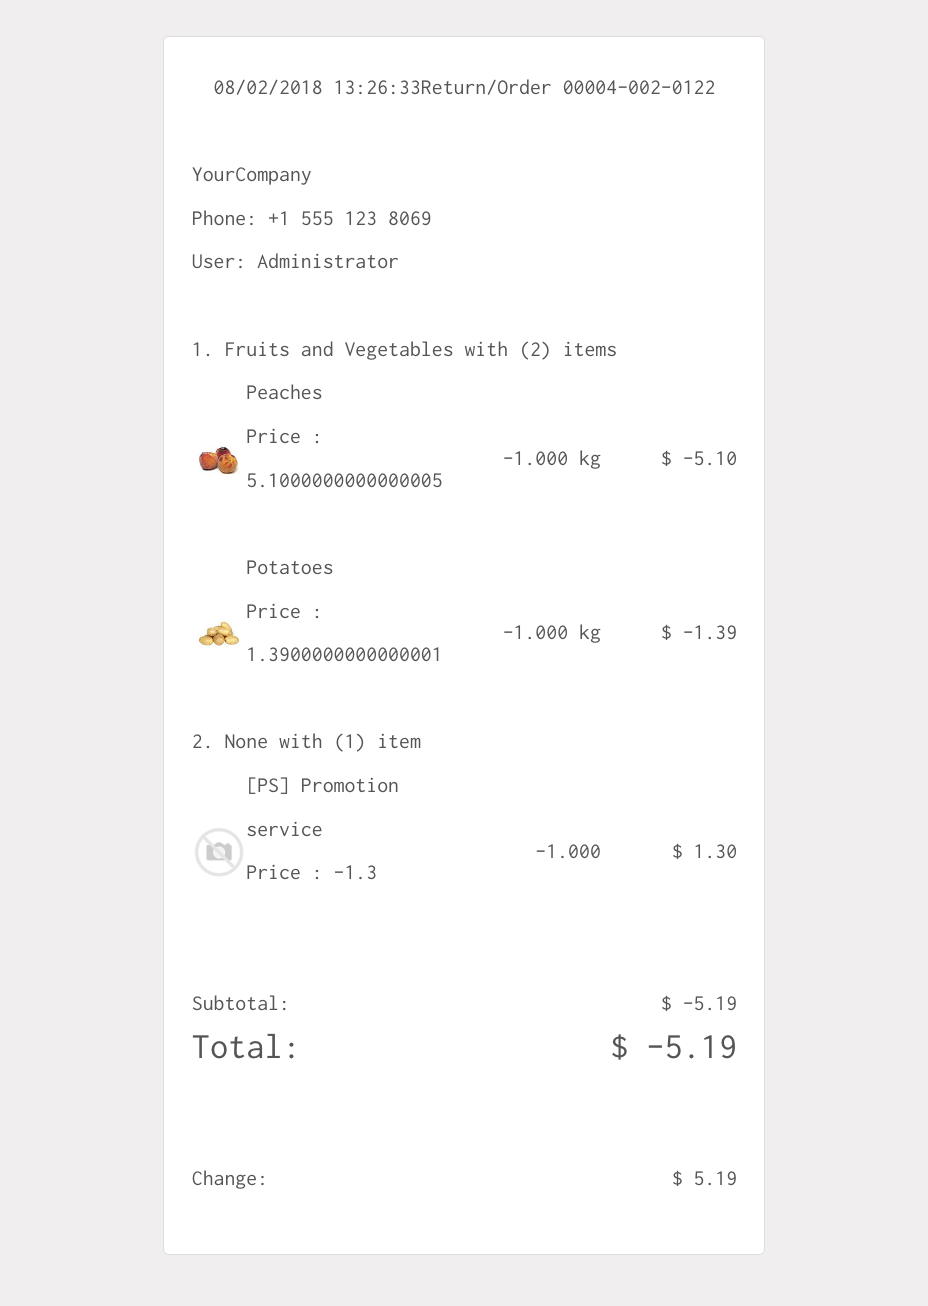 08/02/2018 13:26:33Return/Order 00004-002-0122
YourCompany
Phone: +1 555 123 8069
User: Administrator
1. Fruits and Vegetables with (2) items
Peaches
Price :
-1.000 kg $ -5.10
5.1000000000000005
Potatoes
Price :
-1.000 kg $ -1.39
1.3900000000000001
2. None with (1) item
[PS] Promotion
service
-1.000 $ 1.30
Price : -1.3
Subtotal: $ -5.19
Total: $ -5.19
Change: $ 5.19